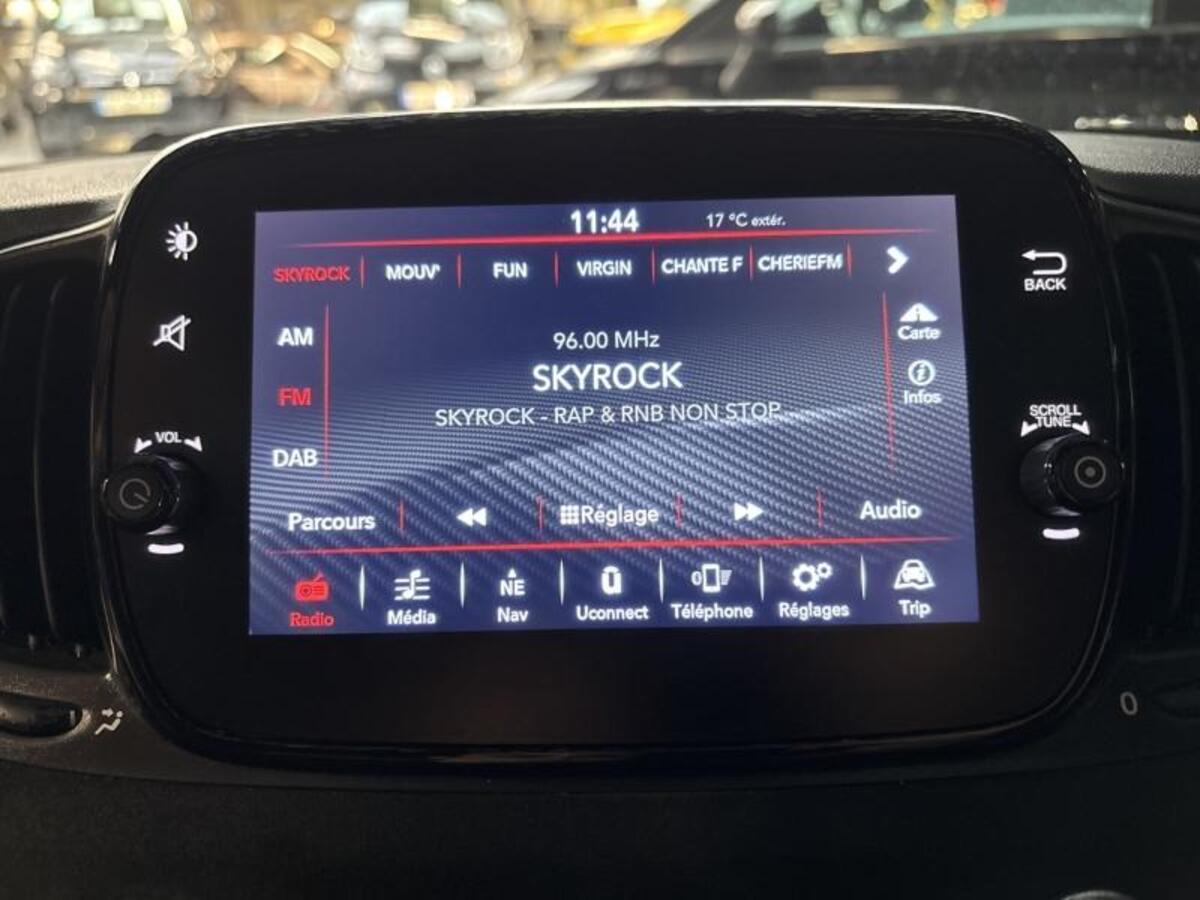 11:44
17 °C extér.
SKYROCK
MOUV'
FUN
VIRGIN
CHANTE F
CHERIEFM
BACK
AM
FM
DAB
96.00 MHz
SKYROCK
SKYROCK - RAP & RNB NON STOP
Carte
Infos
VOL
SCROLL
TUNE
Parcours
Réglage
Audio
Radio
Média
NE
Nav
Uconnect
Téléphone
Réglages
Trip
0